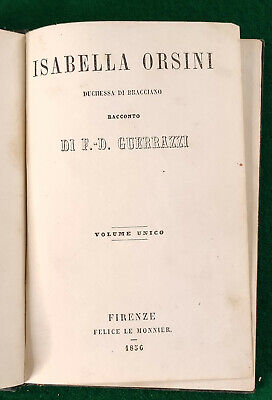 ISABELLA ORSINI
DUCHESSA DI BRACCIANO
RACCONTO
DI F.-D. GUERRAZZI
VOLUME UNICO
FIRENZE
FELICE LE MONNIER.
1856